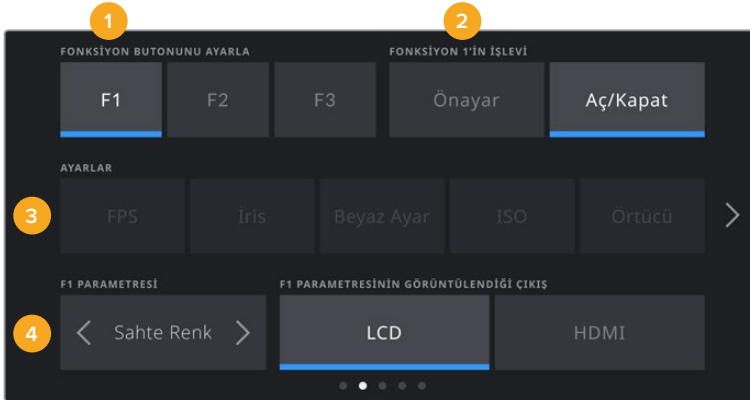 1 2
FONKSİYON BUTONUNU AYARLA FONKSİYON 1'İN İŞLEVİ
F1 F2 F3 Önayar Aç/Kapat
AYARLAR
3 FPS İris Beyaz Ayar ISO Örtücü
F1 PARAMETRESİ F1 PARAMETRESİNİN GÖRÜNTÜLENDİĞİ ÇIKIŞ
4 Sahte Renk LCD HDMI